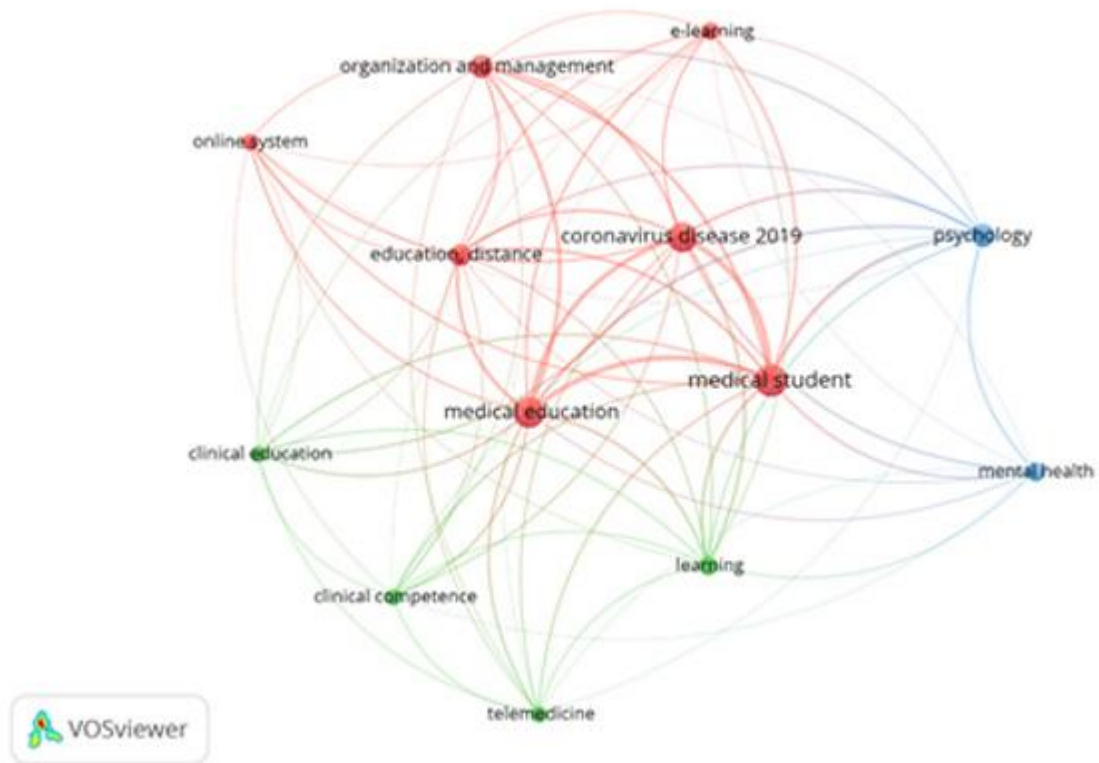 e-learning
organization and management
online system
coronavirus disease 2019
psychology
education, distance
medical student
medical education
clinical education
mental health
learning
clinical competence
telemedicine
VOSviewer